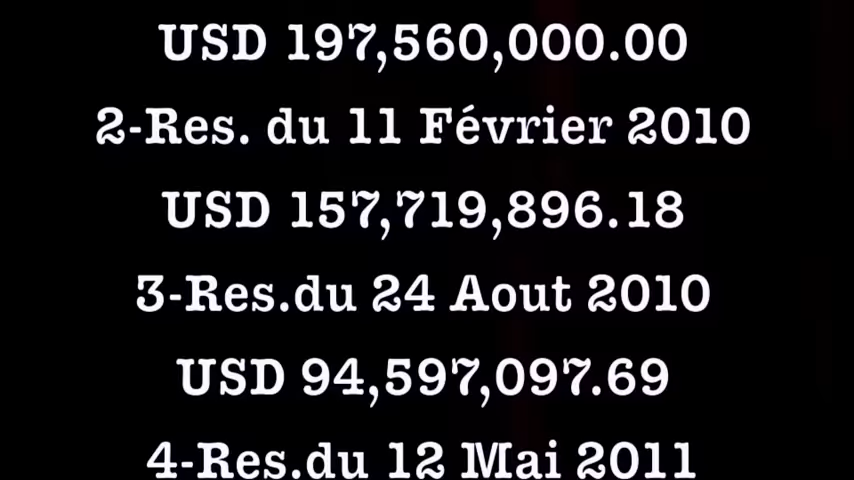 USD 197,560,000.00
2-Res. du 11 Février 2010
USD 157,719,896.18
3-Res.du 24 Aout 2010
USD 94,597,097.69
4-Res.du 12 Mai 2011